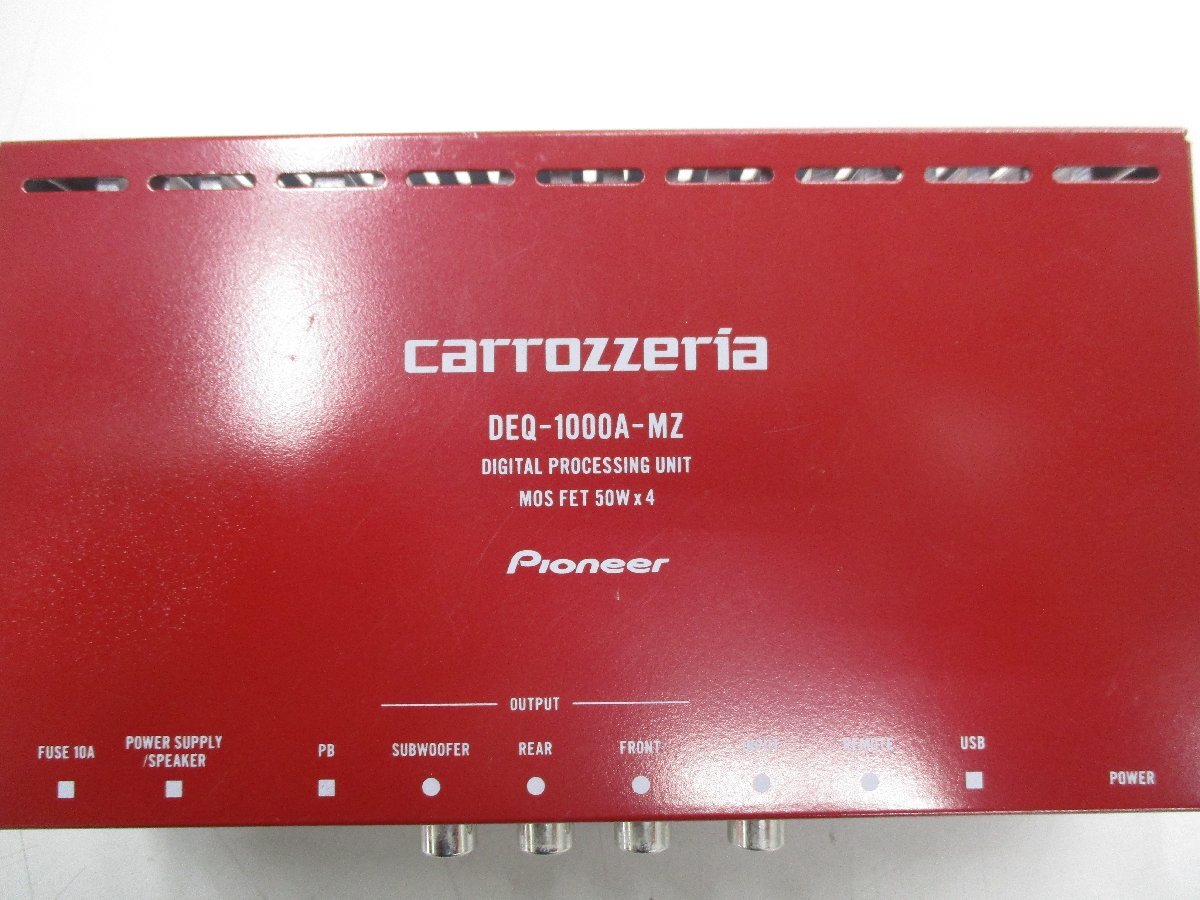 carrozzeria
DEQ-1000A-MZ
DIGITAL PROCESSING UNIT
MOS FET 50W x 4
Pioneer
OUTPUT
FUSE 10A
POWER SUPPLY
/SPEAKER
PB
SUBWOOFER
REAR
FRONT
REMOTE
USB
POWER